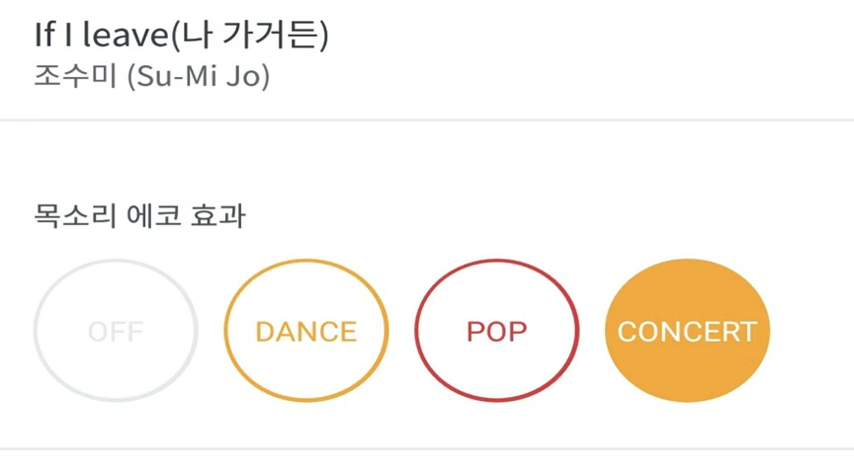 If I leave(나 가거든)
조수미 (Su-Mi Jo)
목소리 에코 효과
OFF DANCE POP CONCERT